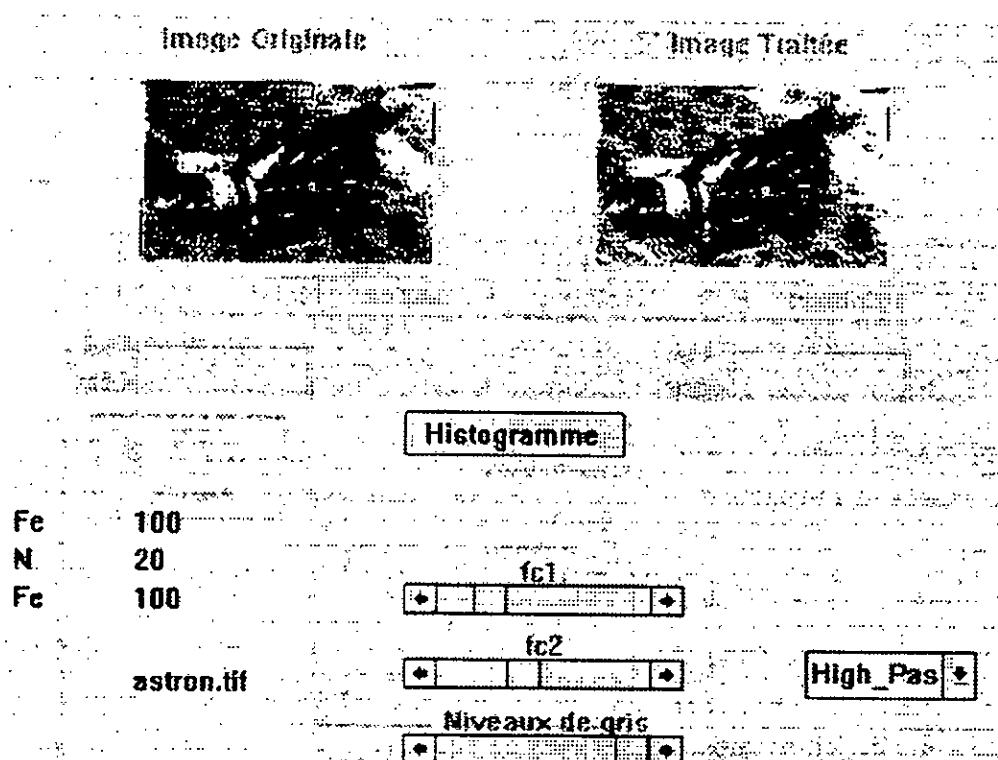 Image Originale
Image Traitée
Histogramme
Fe 100
N 20
Fe 100
fc1
fc2
astron.tif
High_Pas
Niveaux de gris